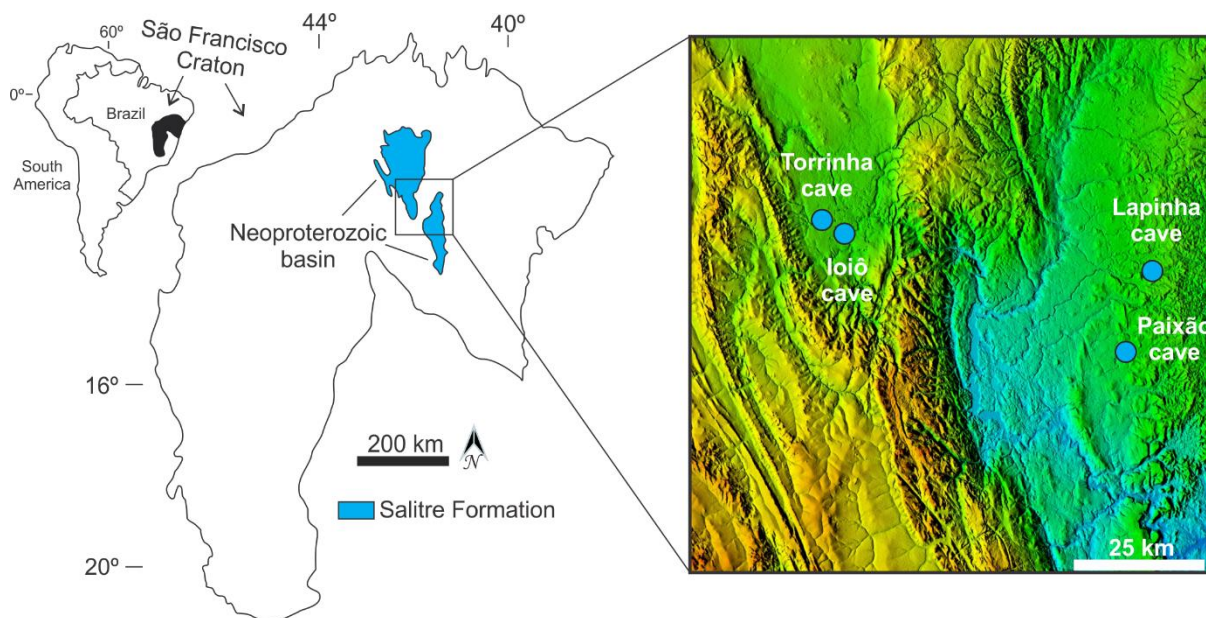 60º
São Francisco
Craton
0º
Brazil
South
America
44º
40º
Neoproterozoic
basin
16º
200 km
N
Salitre Formation
20º
Torrinha
cave
Ioiô
cave
Lapinha
cave
Paixão
cave
25 km